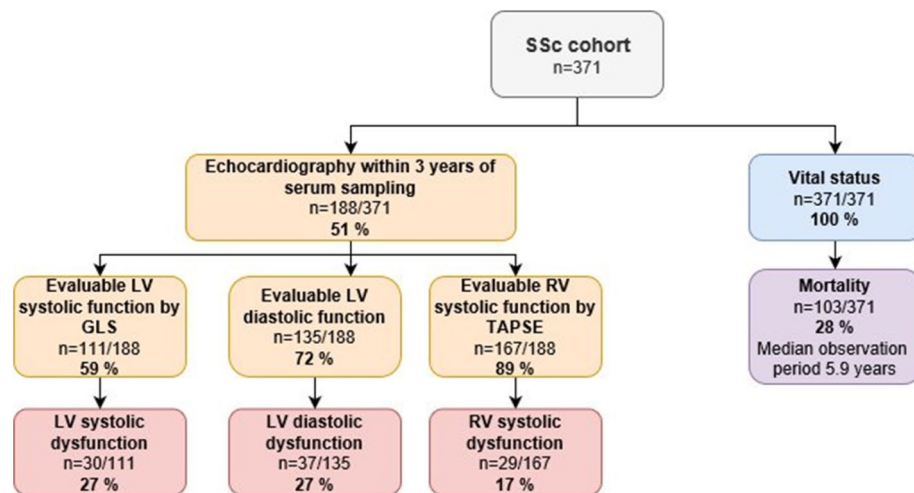 SSc cohort
n=371
Echocardiography within 3 years of
serum sampling
n=188/371
51 %
Vital status
n=371/371
100 %
Evaluable LV
systolic function by
GLS
n=111/188
59 %
Evaluable LV
diastolic function
n=135/188
72 %
Evaluable RV
systolic function by
TAPSE
n=167/188
89 %
Mortality
n=103/371
28 %
Median observation
period 5.9 years
LV systolic
dysfunction
n=30/111
27 %
LV diastolic
dysfunction
n=37/135
27 %
RV systolic
dysfunction
n=29/167
17 %